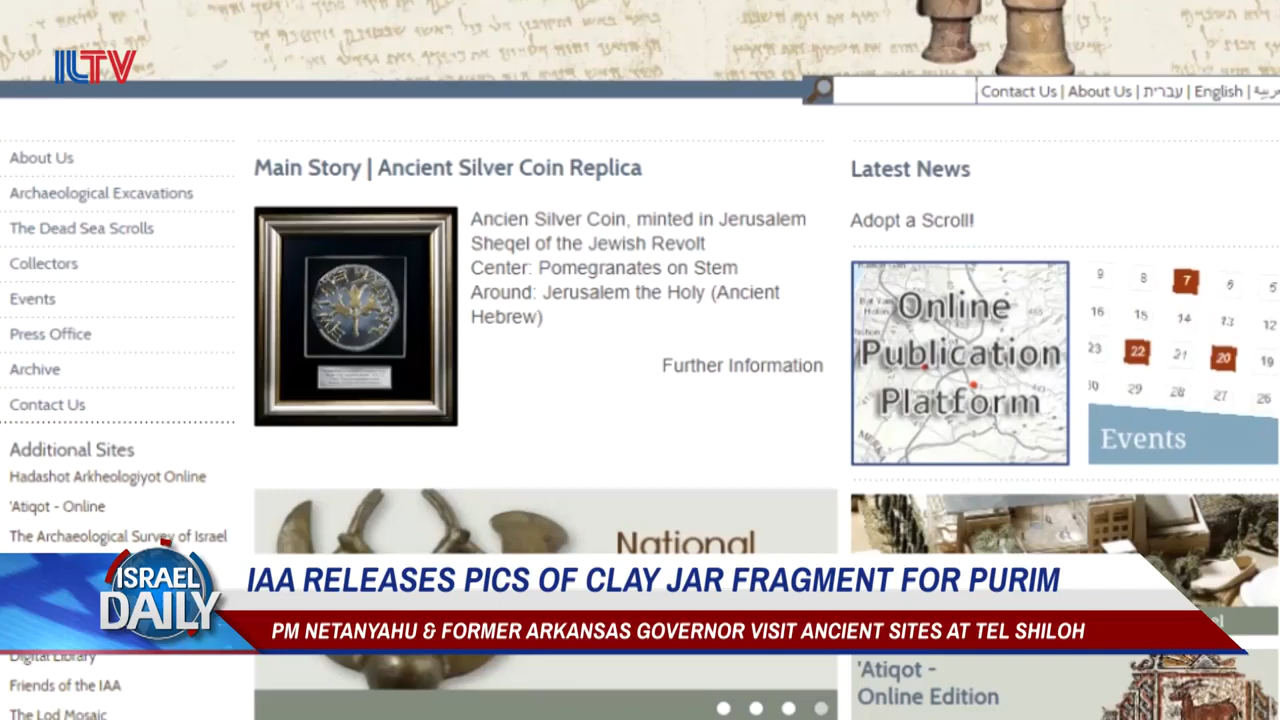 ILTV
Contact Us | About Us | עברית | English |
About Us
Archaeological Excavations
The Dead Sea Scrolls
Collectors
Events
Press Office
Archive
Contact Us
Additional Sites
Hadashot Arkheologiyot Online
'Atiqot - Online
The Archaeological Survey of Israel
Digital Library
Friends of the IAA
The Lod Mosaic
Main Story | Ancient Silver Coin Replica
Ancien Silver Coin, minted in Jerusalem
Sheqel of the Jewish Revolt
Center: Pomegranates on Stem
Around: Jerusalem the Holy (Ancient
Hebrew)
Further Information
National
Latest News
Adopt a Scroll!
Online
Publication
Platform
9 8 7 6 5
16 15 14 13 12
23 22 21 20 19
30 29 28 27 26
Events
'Atiqot -
Online Edition
ISRAEL
DAILY
IAA RELEASES PICS OF CLAY JAR FRAGMENT FOR PURIM
PM NETANYAHU & FORMER ARKANSAS GOVERNOR VISIT ANCIENT SITES AT TEL SHILOH